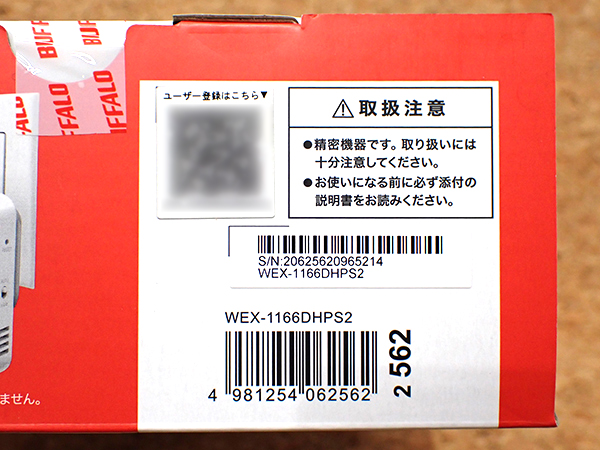 BUFFALO
BUFFALO
BUFFALO
ユーザー登録はこちら▼
⚠ 取扱注意
●精密機器です。取り扱いには
十分注意してください。
●お使いになる前に必ず添付の
説明書をお読みください。
S/N:20625620965214
WEX-1166DHPS2
WEX-1166DHPS2
4 981254 062562
2 562
ません。